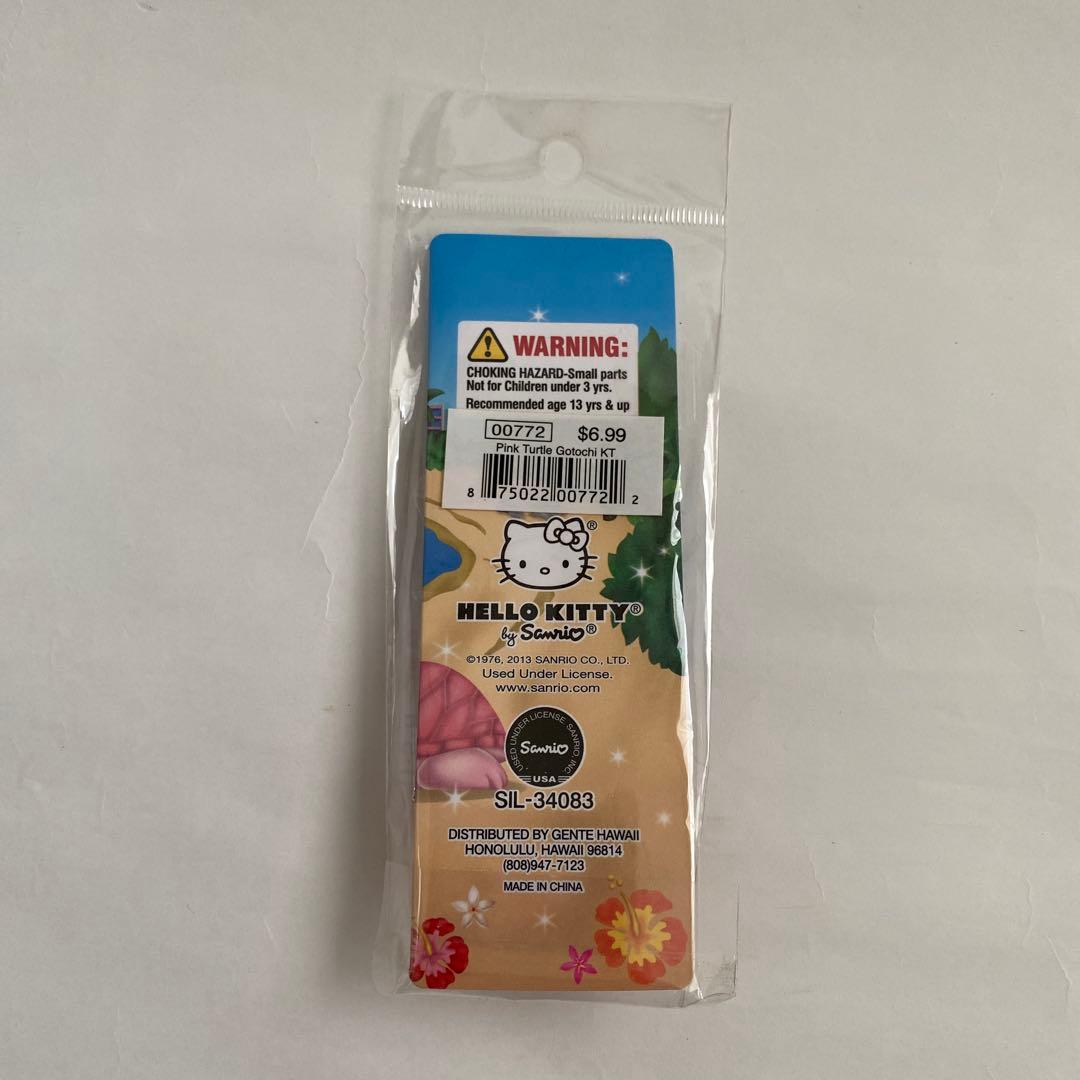 WARNING:
CHOKING HAZARD-Small parts
Not for Children under 3 yrs.
Recommended age 13 yrs & up
00772 $6.99
Pink Turtle Gotochi KT
8 75022 00772 2
HELLO KITTY®
by Sanrio®
©1976, 2013 SANRIO CO., LTD.
Used Under License.
www.sanrio.com
USED UNDER LICENSE. SANRIO, INC.
Sanrio
USA
SIL-34083
DISTRIBUTED BY GENTE HAWAII
HONOLULU, HAWAII 96814
(808)947-7123
MADE IN CHINA